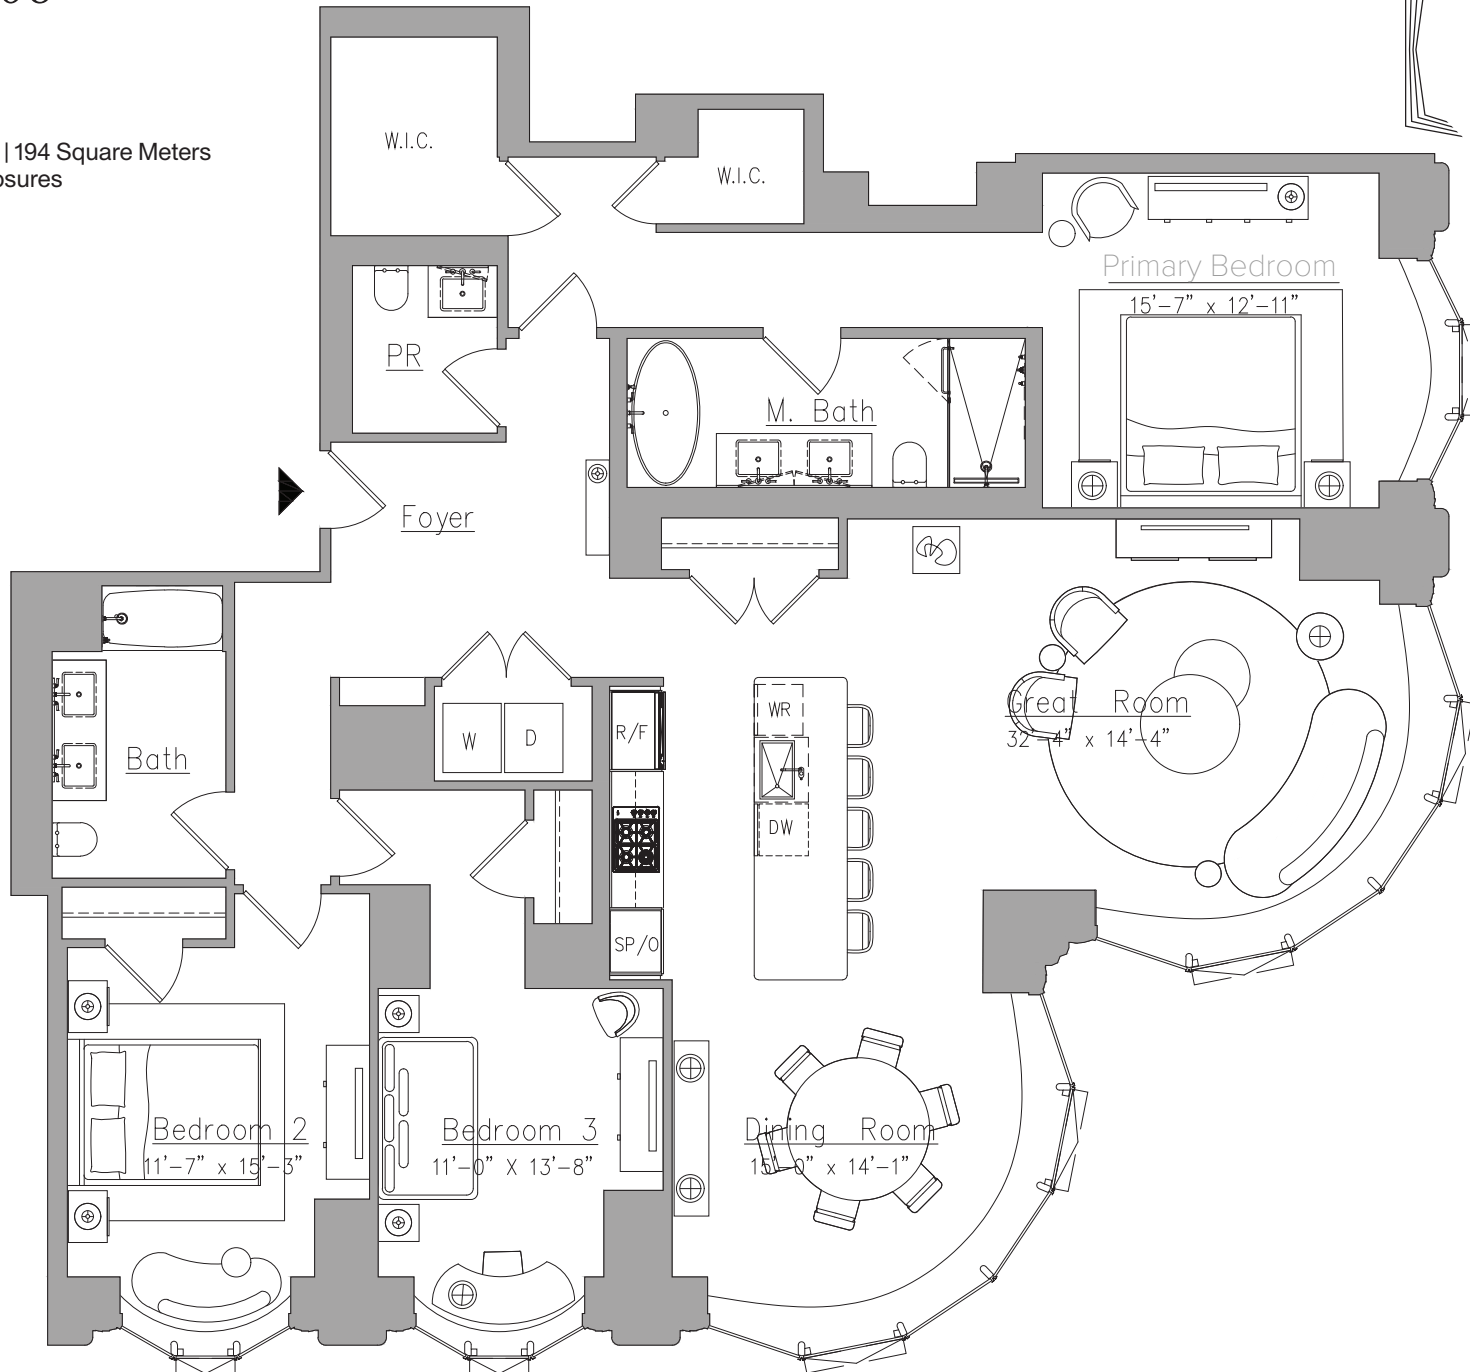 | 194 Square Meters
W.I.C.
W.I.C.
Primary Bedroom
15'-7" x 12'-11"
PR
M. Bath
Foyer
Great Room
32'-4" x 14'-4"
WR
R/F
W
D
Bath
DW
SP/O
Bedroom 2
11'-7" x 15'-3"
Bedroom 3
11'-0" X 13'-8"
Dining Room
15'-0" x 14'-1"